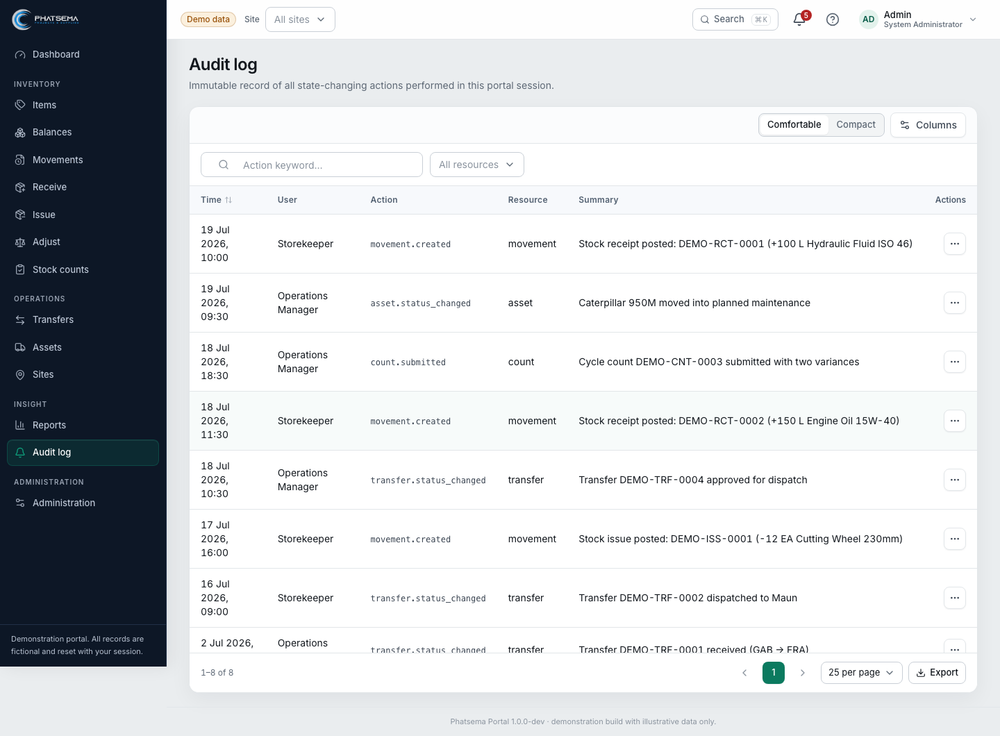 PHATSEMA
Dashboard
INVENTORY
Items
Balances
Movements
Receive
Issue
Adjust
Stock counts
OPERATIONS
Transfers
Assets
Sites
INSIGHT
Reports
Audit log
ADMINISTRATION
Administration
Demonstration portal. All records are
fictional and reset with your session.
Demo data Site All sites Search ⌘K 5 AD Admin
System Administrator
Audit log
Immutable record of all state-changing actions performed in this portal session.
Comfortable Compact Columns
Action keyword... All resources
Time User Action Resource Summary Actions
19 Jul
2026,
10:00
Storekeeper
movement.created
movement
Stock receipt posted: DEMO-RCT-0001 (+100 L Hydraulic Fluid ISO 46)
19 Jul
2026,
09:30
Operations
Manager
asset.status_changed
asset
Caterpillar 950M moved into planned maintenance
18 Jul
2026,
18:30
Operations
Manager
count.submitted
count
Cycle count DEMO-CNT-0003 submitted with two variances
18 Jul
2026,
11:30
Storekeeper
movement.created
movement
Stock receipt posted: DEMO-RCT-0002 (+150 L Engine Oil 15W-40)
18 Jul
2026,
10:30
Operations
Manager
transfer.status_changed
transfer
Transfer DEMO-TRF-0004 approved for dispatch
17 Jul
2026,
16:00
Storekeeper
movement.created
movement
Stock issue posted: DEMO-ISS-0001 (-12 EA Cutting Wheel 230mm)
16 Jul
2026,
09:00
Storekeeper
transfer.status_changed
transfer
Transfer DEMO-TRF-0002 dispatched to Maun
2 Jul 2026,
Operations
transfer.status_changed
transfer
Transfer DEMO-TRF-0001 received (GAB → FRA)
1–8 of 8 1 25 per page Export
Phatsema Portal 1.0.0-dev · demonstration build with illustrative data only.